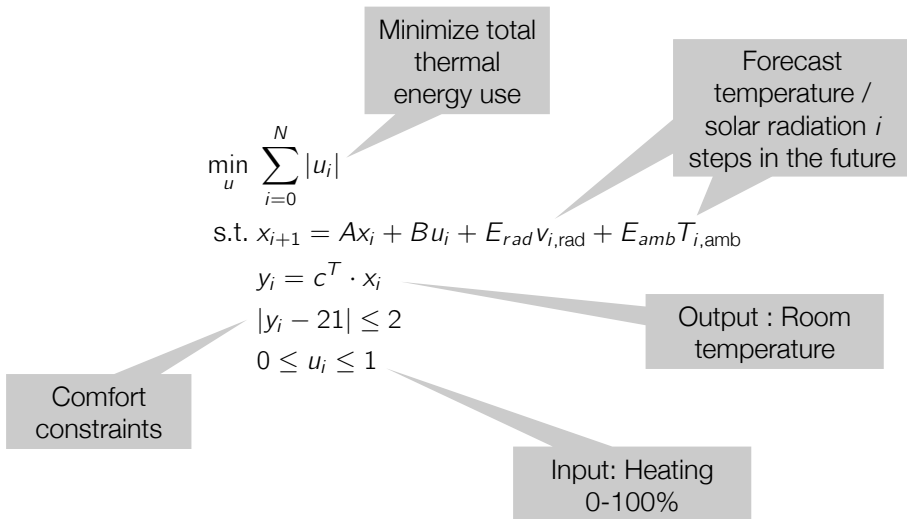 Minimize total
thermal
energy use
Forecast
temperature /
solar radiation i
steps in the future
min_u \sum_{i=0}^{N} |u_i|
s.t. x_{i+1} = Ax_i + Bu_i + E_{rad}v_{i,rad} + E_{amb}T_{i,amb}
y_i = c^T · x_i
|y_i − 21| ≤ 2
0 ≤ u_i ≤ 1
Output : Room
temperature
Comfort
constraints
Input: Heating
0-100%